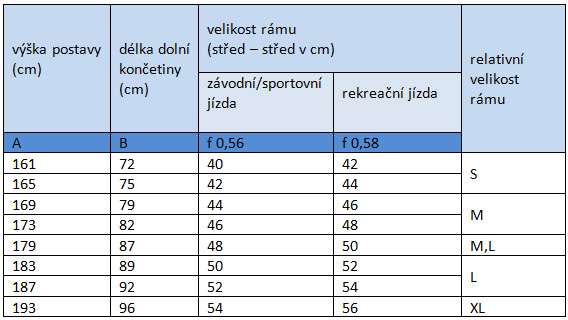 výška postavy (cm)
délka dolní končetiny (cm)
velikost rámu (střed – střed v cm)
závodní/sportovní jízda
rekreační jízda
relativní velikost rámu
A B f 0,56 f 0,58
161 72 40 42 S
165 75 42 44
169 79 44 46 M
173 82 46 48
179 87 48 50 M,L
183 89 50 52 L
187 92 52 54
193 96 54 56 XL